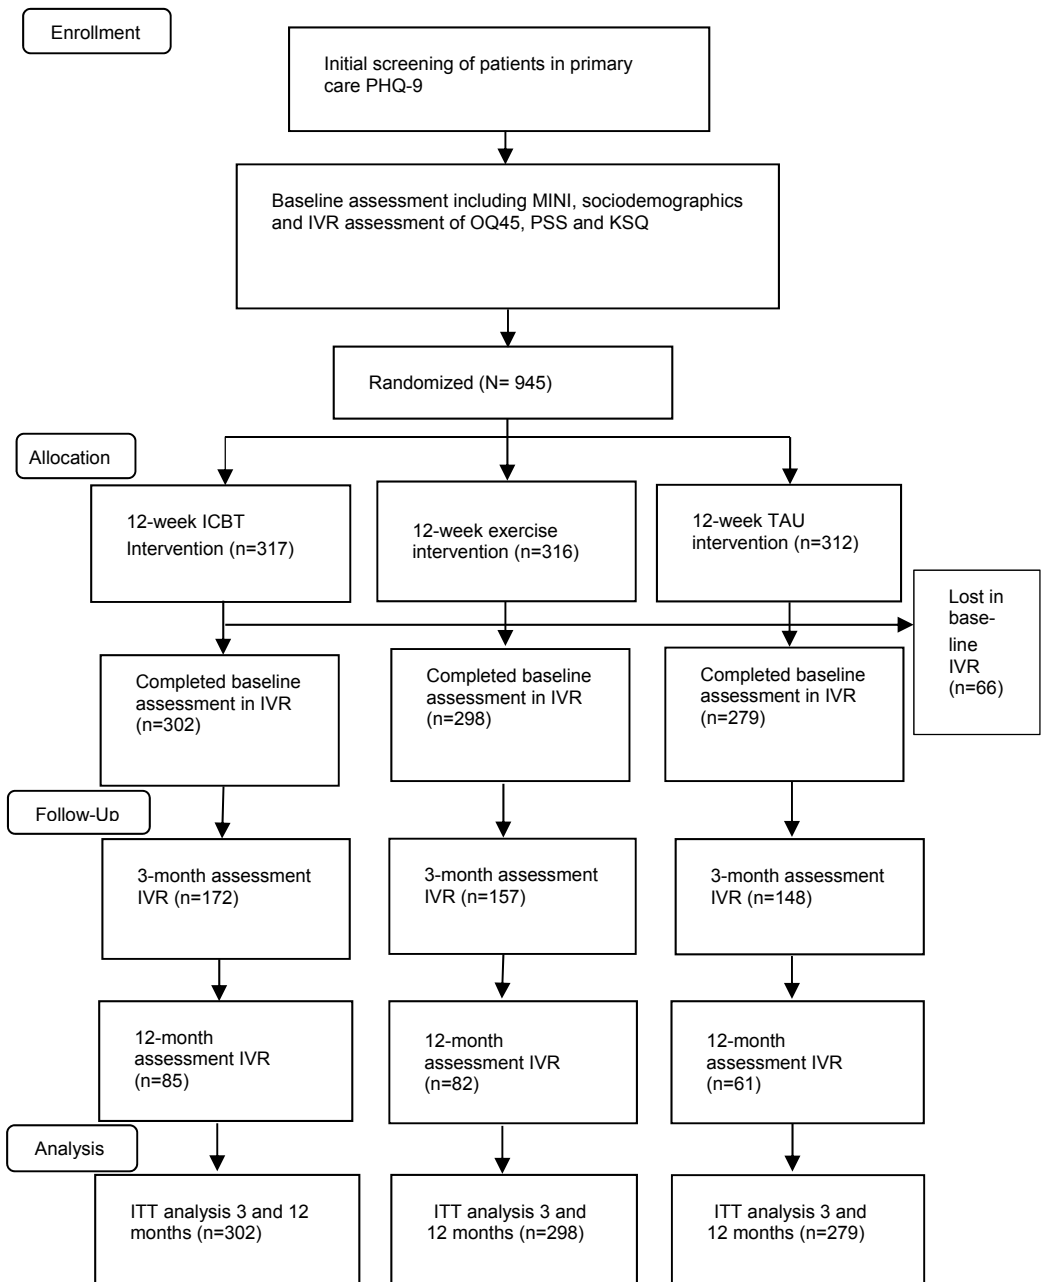 Enrollment
Initial screening of patients in primary
care PHQ-9
Baseline assessment including MINI, sociodemographics
and IVR assessment of OQ45, PSS and KSQ
Randomized (N= 945)
Allocation
12-week ICBT
Intervention (n=317)
12-week exercise
intervention (n=316)
12-week TAU
intervention (n=312)
Lost in
base-
line
IVR
(n=66)
Completed baseline
assessment in IVR
(n=302)
Completed baseline
assessment in IVR
(n=298)
Completed baseline
assessment in IVR
(n=279)
Follow-Up
3-month assessment
IVR (n=172)
3-month assessment
IVR (n=157)
3-month assessment
IVR (n=148)
12-month
assessment IVR
(n=85)
12-month
assessment IVR
(n=82)
12-month
assessment IVR
(n=61)
Analysis
ITT analysis 3 and 12
months (n=302)
ITT analysis 3 and
12 months (n=298)
ITT analysis 3 and
12 months (n=279)